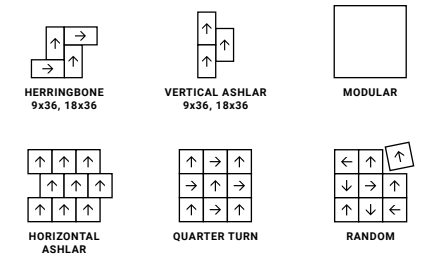 HERRINGBONE
9x36, 18x36
VERTICAL ASHLAR
9x36, 18x36
MODULAR
HORIZONTAL
ASHLAR
QUARTER TURN
RANDOM